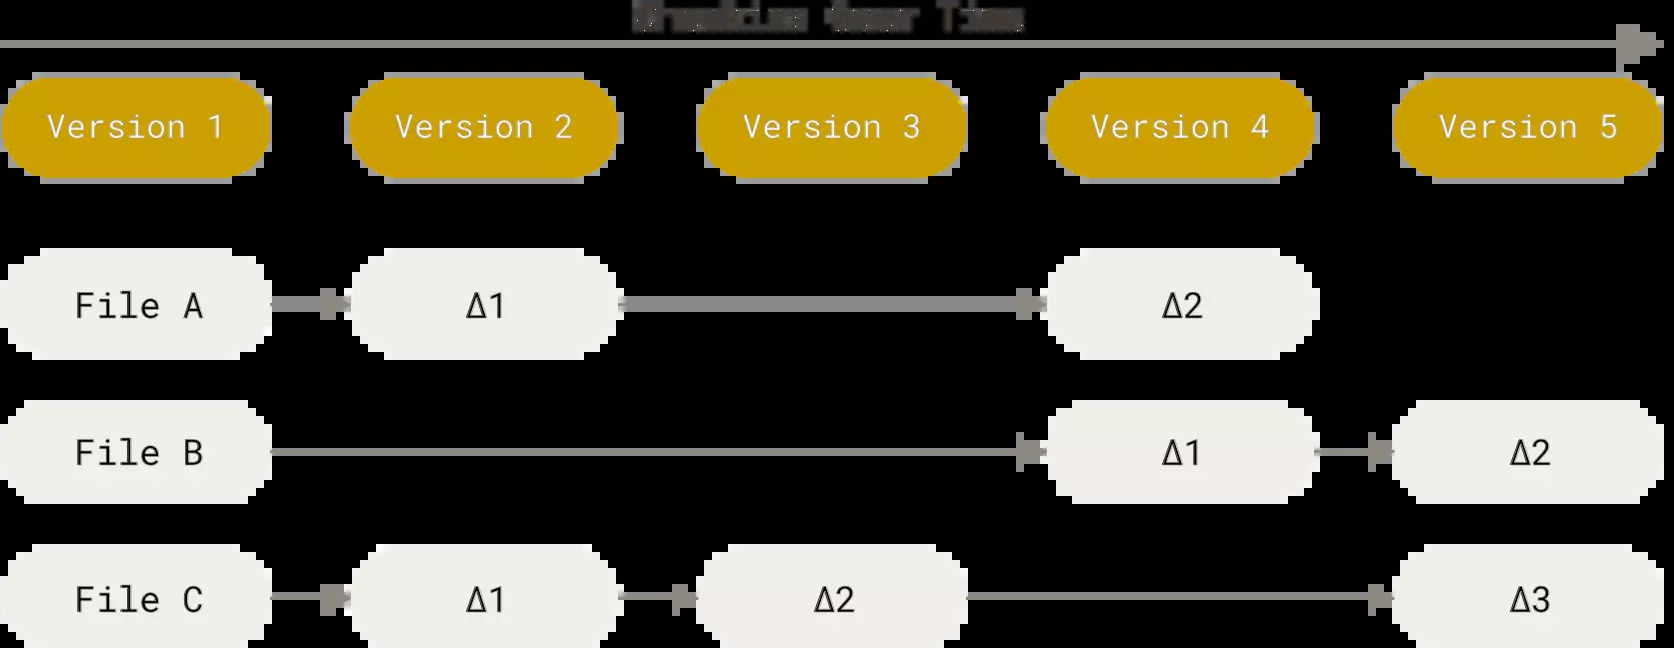 Version 1 Version 2 Version 3 Version 4 Version 5
File A Δ1 Δ2
File B Δ1 Δ2
File C Δ1 Δ2 Δ3